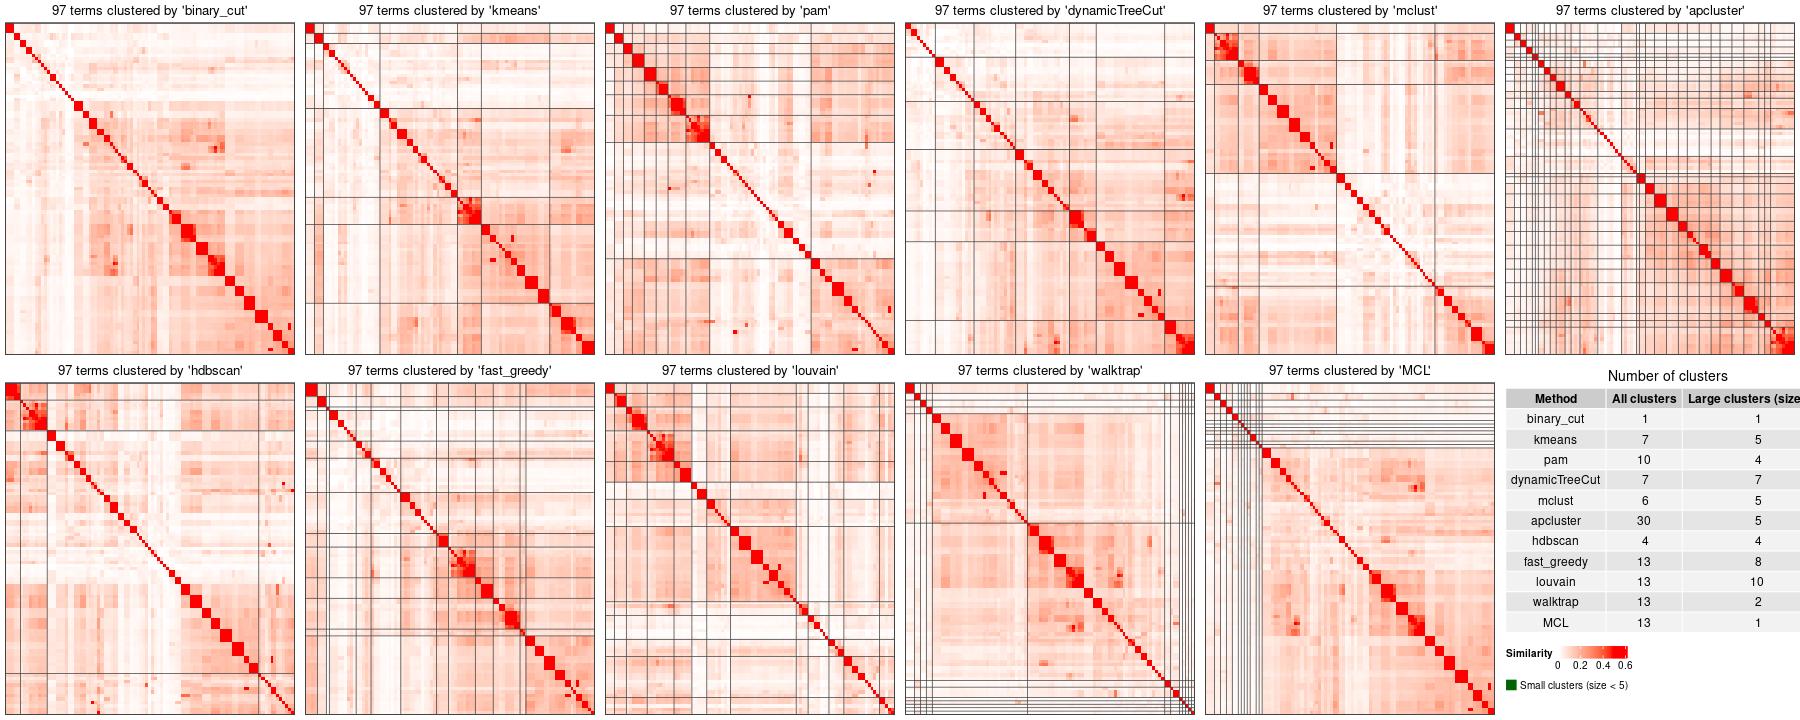 97 terms clustered by 'binary_cut'
97 terms clustered by 'kmeans'
97 terms clustered by 'pam'
97 terms clustered by 'dynamicTreeCut'
97 terms clustered by 'mclust'
97 terms clustered by 'apcluster'
97 terms clustered by 'hdbscan'
97 terms clustered by 'fast_greedy'
97 terms clustered by 'louvain'
97 terms clustered by 'walktrap'
97 terms clustered by 'MCL'
Number of clusters
Method All clusters Large clusters (size
binary_cut 1 1
kmeans 7 5
pam 10 4
dynamicTreeCut 7 7
mclust 6 5
apcluster 30 5
hdbscan 4 4
fast_greedy 13 8
louvain 13 10
walktrap 13 2
MCL 13 1
Similarity
0 0.2 0.4 0.6
Small clusters (size < 5)